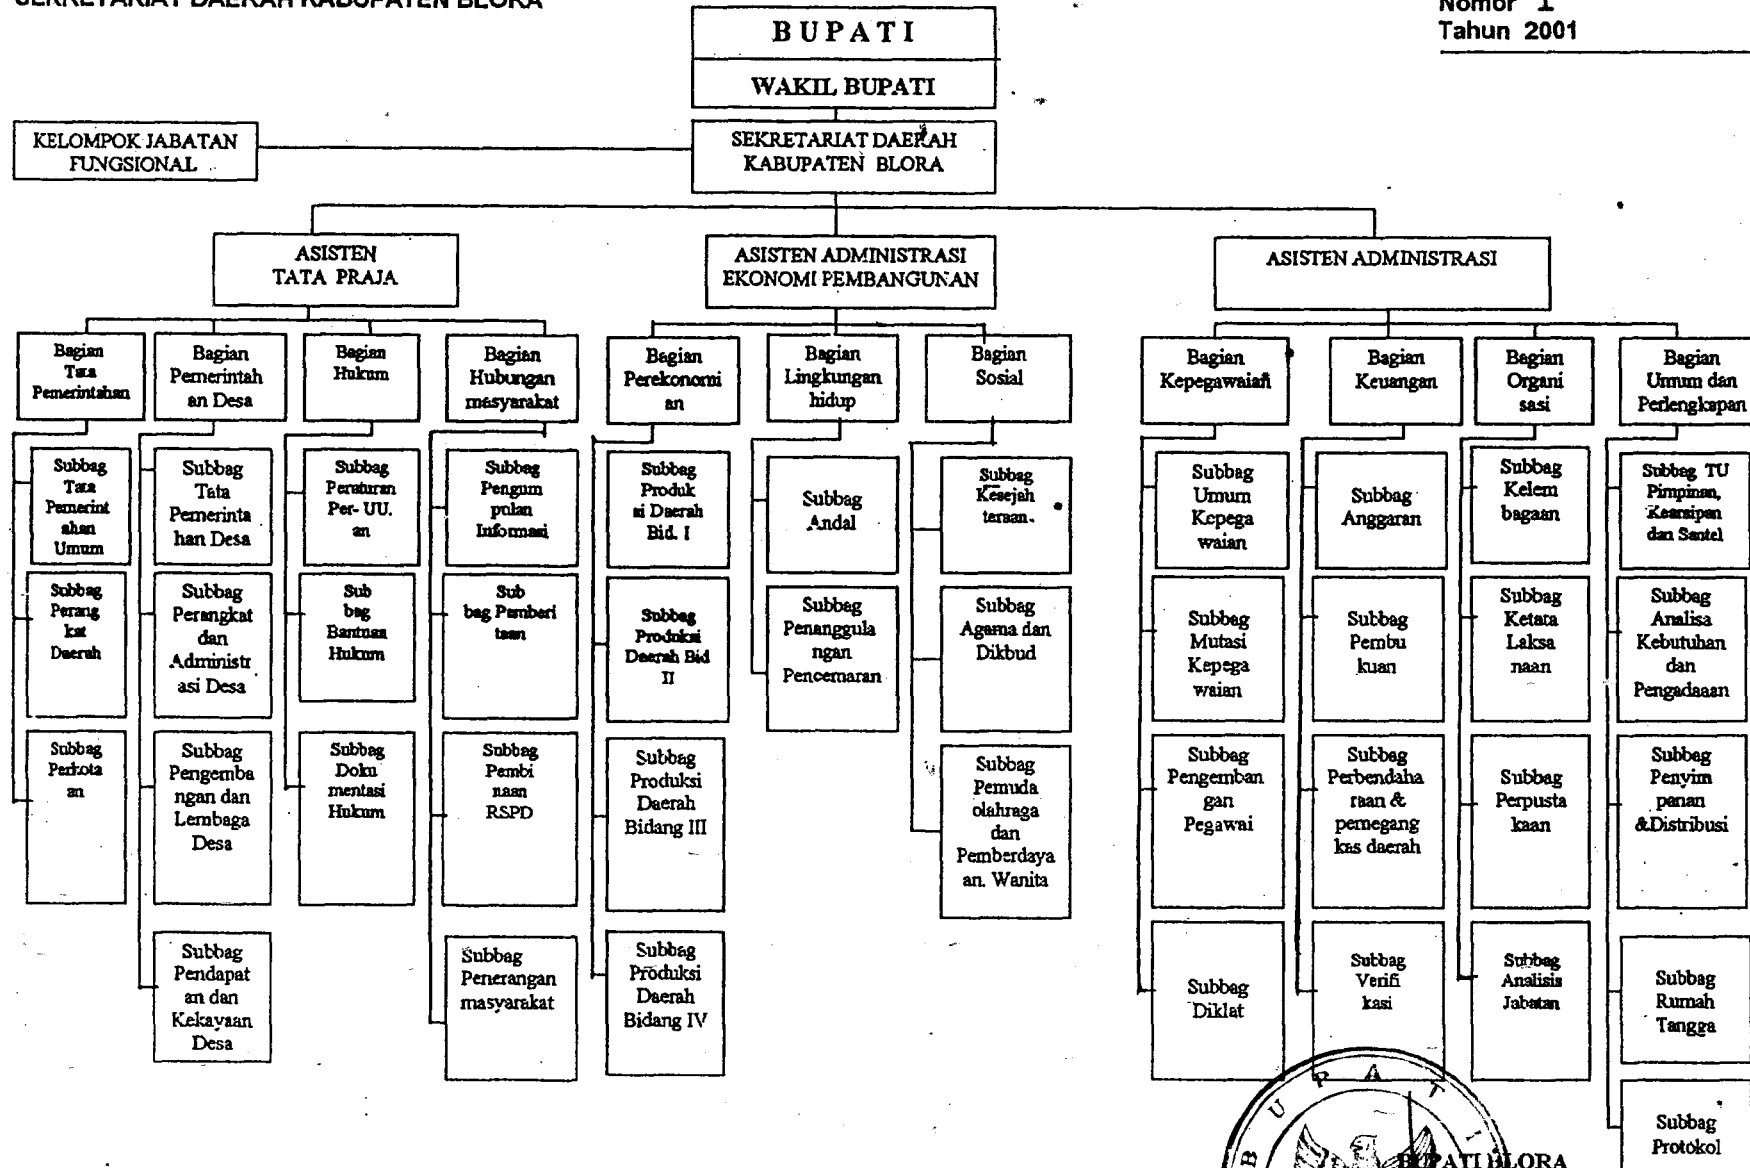 SEKRETARIAT DAERAH KABUPATEN BLORA
Nomor 1
Tahun 2001
BUPATI
WAKIL BUPATI
KELOMPOK JABATAN
FUNGSIONAL
SEKRETARIAT DAERAH
KABUPATEN BLORA
ASISTEN
TATA PRAJA
ASISTEN ADMINISTRASI
EKONOMI PEMBANGUNAN
ASISTEN ADMINISTRASI
Bagian
Tata
Pemerintahan
Bagian
Pemerintah
an Desa
Bagian
Hukum
Bagian
Hubungan
masyarakat
Bagian
Perekonomi
an
Bagian
Lingkungan
hidup
Bagian
Sosial
Bagian
Kepegawaian
Bagian
Keuangan
Bagian
Organi
sasi
Bagian
Umum dan
Perlengkapan
Subbag
Tata
Pemerint
ahan
Umum
Subbag
Tata
Pemerinta
han Desa
Subbag
Peraturan
Per- UU.
an
Subbag
Pengum
pulan
Informasi
Subbag
Produk
si Daerah
Bid. I
Subbag
Andal
Subbag
Kesejah
teraan.
Subbag
Umum
Kepega
waian
Subbag
Anggaran
Subbag
Kelem
bagaan
Subbag TU
Pimpinan,
Kearsipan
dan Santel
Subbag
Perang
kat
Daerah
Subbag
Perangkat
dan
Administr
asi Desa
Sub
bag
Bantuan
Hukum
Sub
bag Pemberi
taan
Subbag
Produksi
Daerah Bid
II
Subbag
Penanggula
ngan
Pencemaran
Subbag
Agama dan
Dikbud
Subbag
Mutasi
Kepega
waian
Subbag
Pembu
kuan
Subbag
Ketata
Laksa
naan
Subbag
Analisa
Kebutuhan
dan
Pengadaaan
Subbag
Perkota
an
Subbag
Pengemba
ngan dan
Lembaga
Desa
Subbag
Doku
mentasi
Hukum
Subbag
Pembi
naan
RSPD
Subbag
Produksi
Daerah
Bidang III
Subbag
Pemuda
olahraga
dan
Pemberdaya
an. Wanita
Subbag
Pengemban
gan
Pegawai
Subbag
Perbendaha
raan &
pemegang
kas daerah
Subbag
Perpusta
kaan
Subbag
Penyim
panan
&Distribusi
Subbag
Pendapat
an dan
Kekayaan
Desa
Subbag
Penerangan
masyarakat
Subbag
Produksi
Daerah
Bidang IV
Subbag
Diklat
Subbag
Verifi
kasi
Subbag
Analisis
Jabatan
Subbag
Rumah
Tangga
Subbag
Protokol
BUPATI
BUPATI BLORA